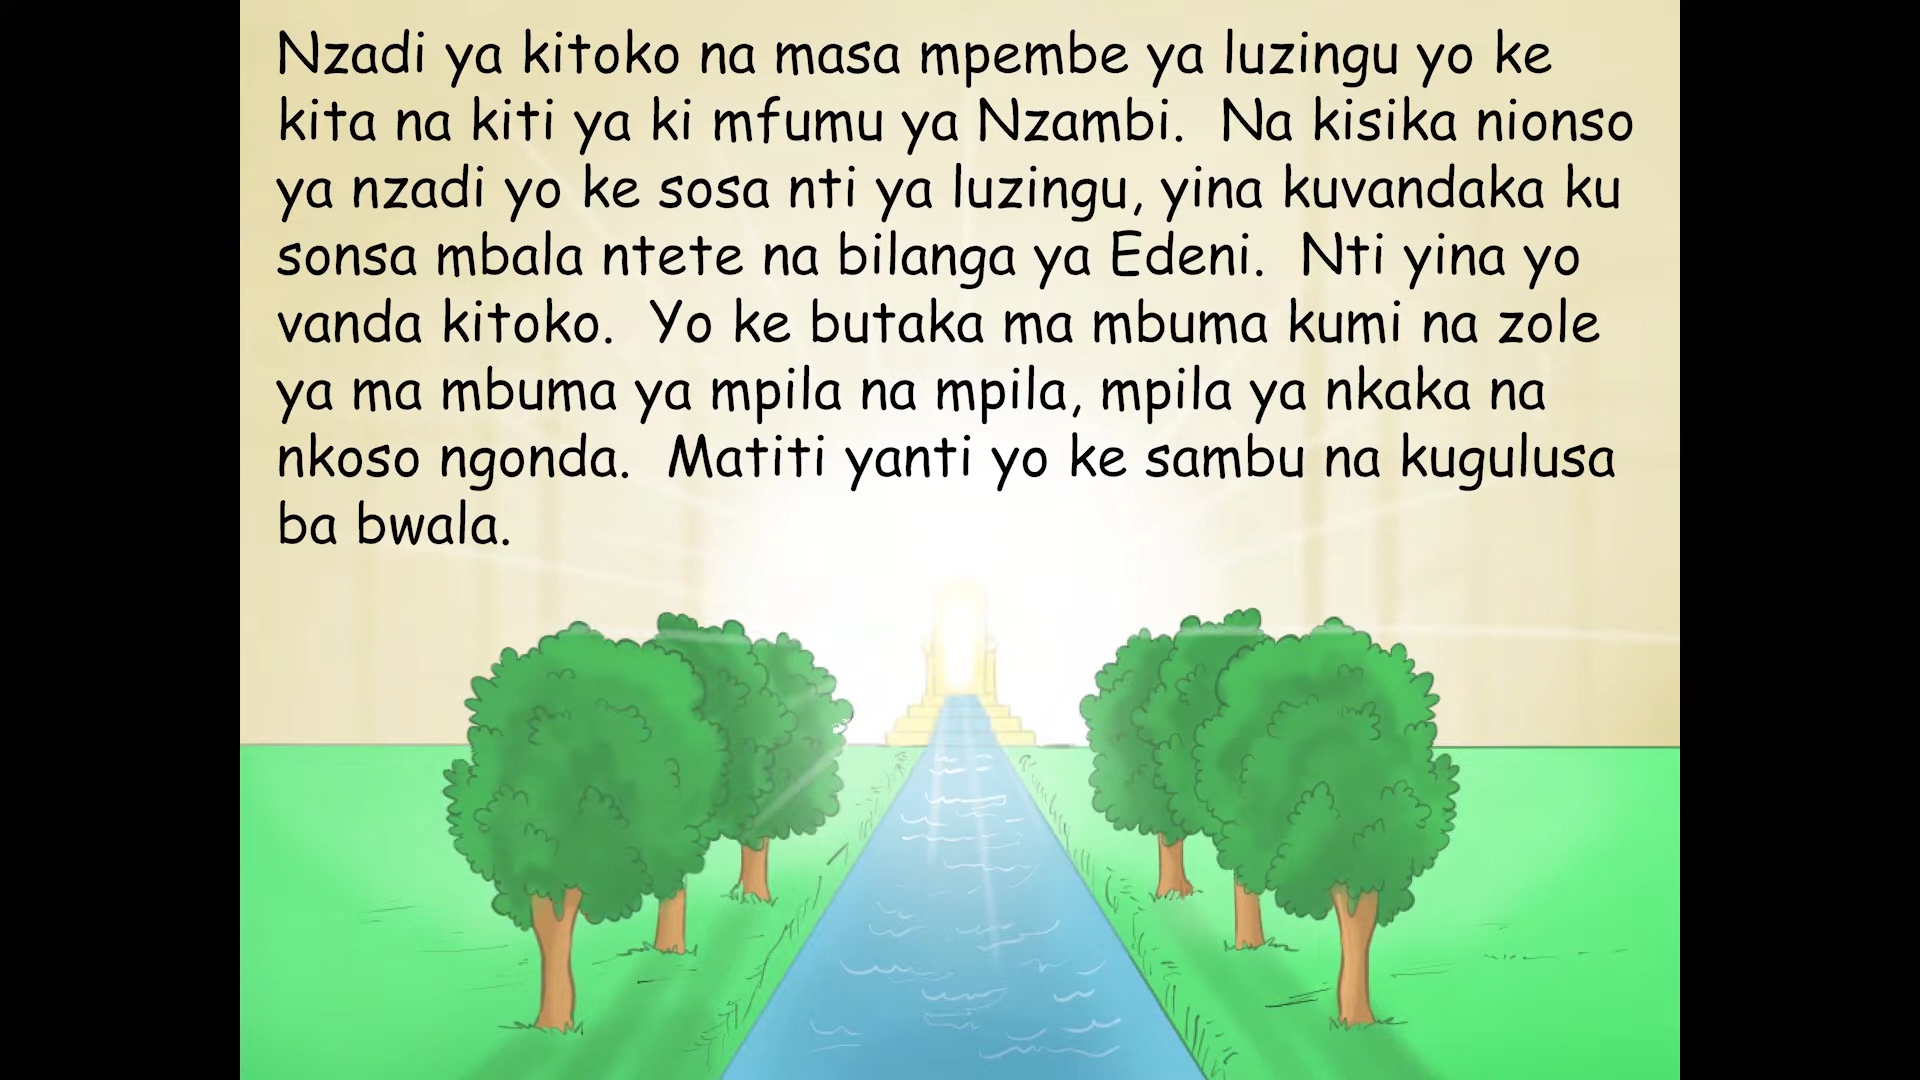 Nzadi ya kitoko na masa mpembe ya luzingu yo ke
kita na kiti ya ki mfumu ya Nzambi.  Na kisika nionso
ya nzadi yo ke sosa nti ya luzingu, yina kuvandaka ku
sonsa mbala ntete na bilanga ya Edeni.  Nti yina yo
vanda kitoko.  Yo ke butaka ma mbuma kumi na zole
ya ma mbuma ya mpila na mpila, mpila ya nkaka na
nkoso ngonda.  Matiti yanti yo ke sambu na kugulusa
ba bwala.